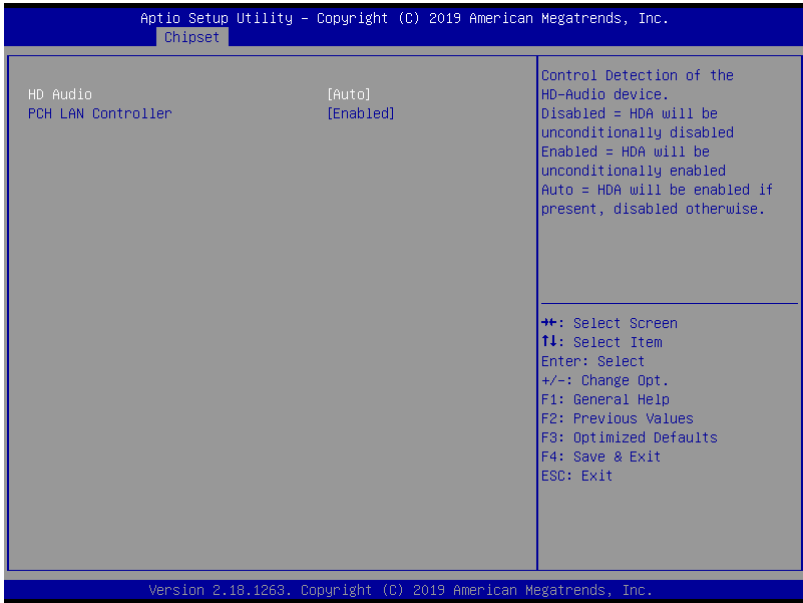 Aptio Setup Utility – Copyright (C) 2019 American Megatrends, Inc.
Chipset
HD Audio [Auto]
PCH LAN Controller [Enabled]
Control Detection of the
HD-Audio device.
Disabled = HDA will be
unconditionally disabled
Enabled = HDA will be
unconditionally enabled
Auto = HDA will be enabled if
present, disabled otherwise.
→←: Select Screen
↑↓: Select Item
Enter: Select
+/-: Change Opt.
F1: General Help
F2: Previous Values
F3: Optimized Defaults
F4: Save & Exit
ESC: Exit
Version 2.18.1263. Copyright (C) 2019 American Megatrends, Inc.